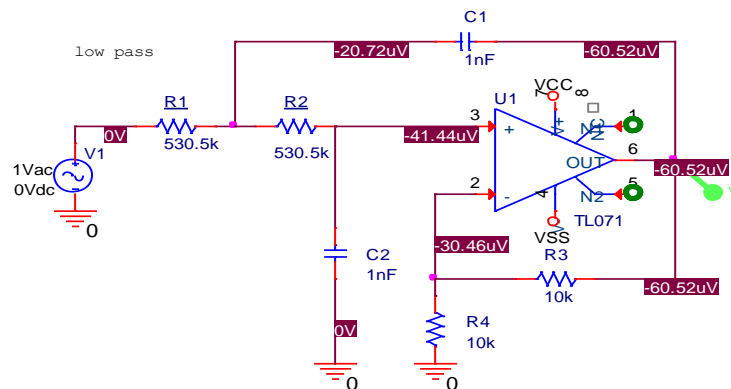 low pass
C1
-20.72uV
-60.52uV
1nF
R1
R2
U1
VCC
7
8
V+
N3
3
+
N1
1
0V
-41.44uV
530.5k
530.5k
V1
1Vac
0Vdc
OUT
6
-60.52uV
2
-
4
N2
5
0
TL071
VSS
-30.46uV
C2
1nF
R3
-60.52uV
10k
0V
R4
10k
0
0